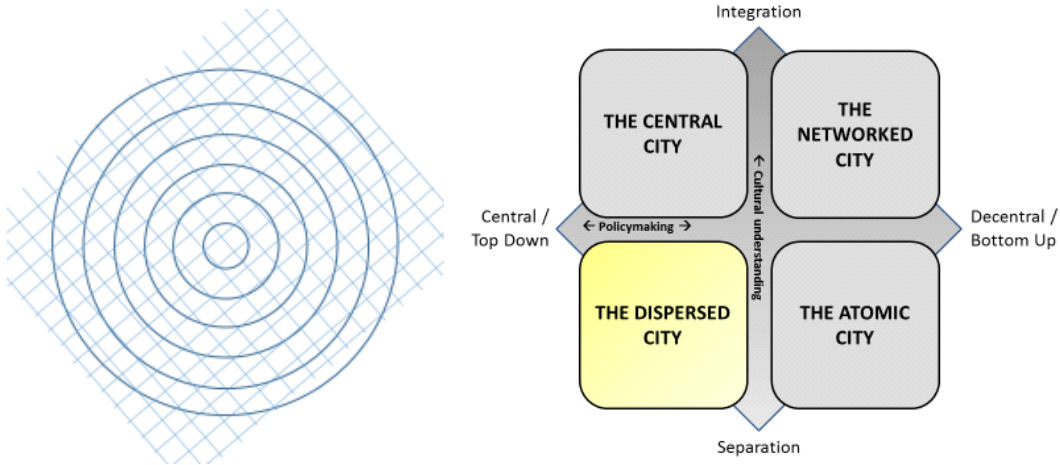 Integration
THE CENTRAL
CITY
THE
NETWORKED
CITY
Central /
Top Down
← Policymaking →
Cultural understanding →
Decentral /
Bottom Up
THE DISPERSED
CITY
THE ATOMIC
CITY
Separation